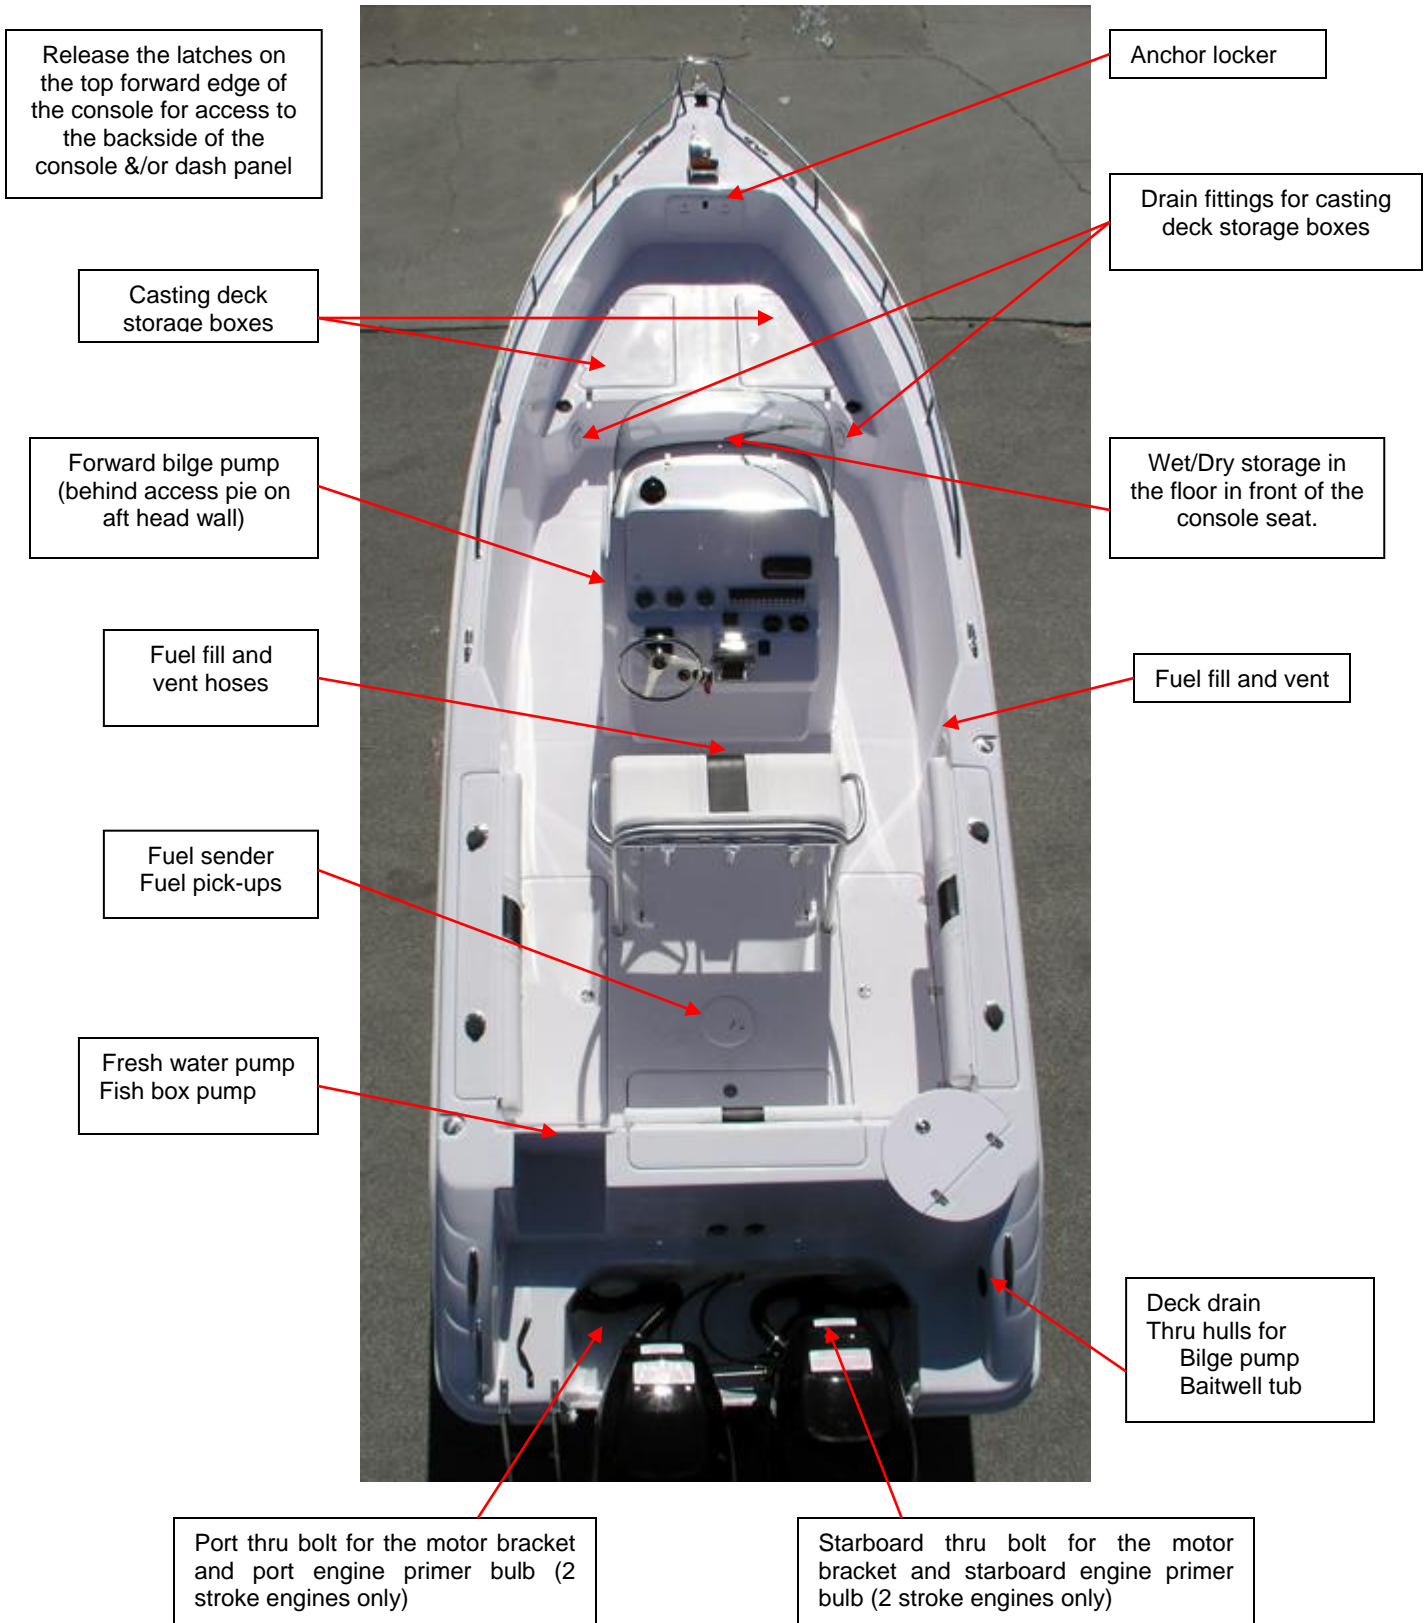 Release the latches on
the top forward edge of
the console for access to
the backside of the
console &/or dash panel
Anchor locker
Drain fittings for casting
deck storage boxes
Casting deck
storage boxes
Forward bilge pump
(behind access pie on
aft head wall)
Wet/Dry storage in
the floor in front of the
console seat.
Fuel fill and
vent hoses
Fuel fill and vent
Fuel sender
Fuel pick-ups
Fresh water pump
Fish box pump
Deck drain
Thru hulls for
Bilge pump
Baitwell tub
Port thru bolt for the motor bracket
and port engine primer bulb (2
stroke engines only)
Starboard thru bolt for the motor
bracket and starboard engine primer
bulb (2 stroke engines only)